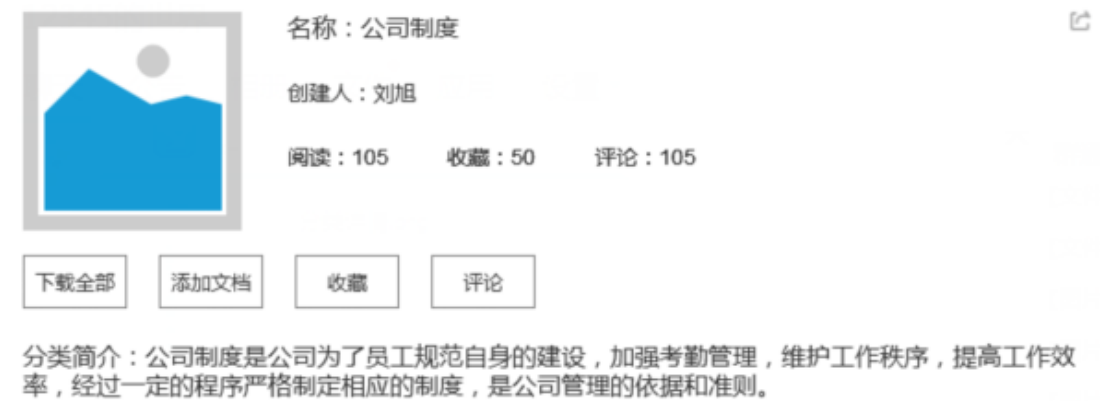 名称：公司制度
创建人：刘旭
阅读：105 收藏：50 评论：105
下载全部 添加文档 收藏 评论
分类简介：公司制度是公司为了员工规范自身的建设，加强考勤管理，维护工作秩序，提高工作效
率，经过一定的程序严格制定相应的制度，是公司管理的依据和准则。